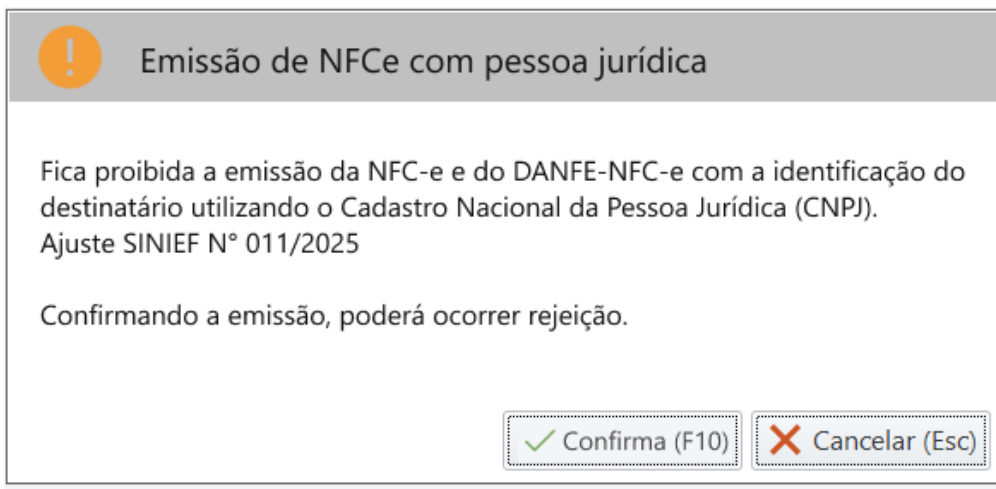 !
Emissão de NFCe com pessoa jurídica
Fica proibida a emissão da NFC-e e do DANFE-NFC-e com a identificação do
destinatário utilizando o Cadastro Nacional da Pessoa Jurídica (CNPJ).
Ajuste SINIEF N° 011/2025
Confirmando a emissão, poderá ocorrer rejeição.
Confirma (F10) Cancelar (Esc)